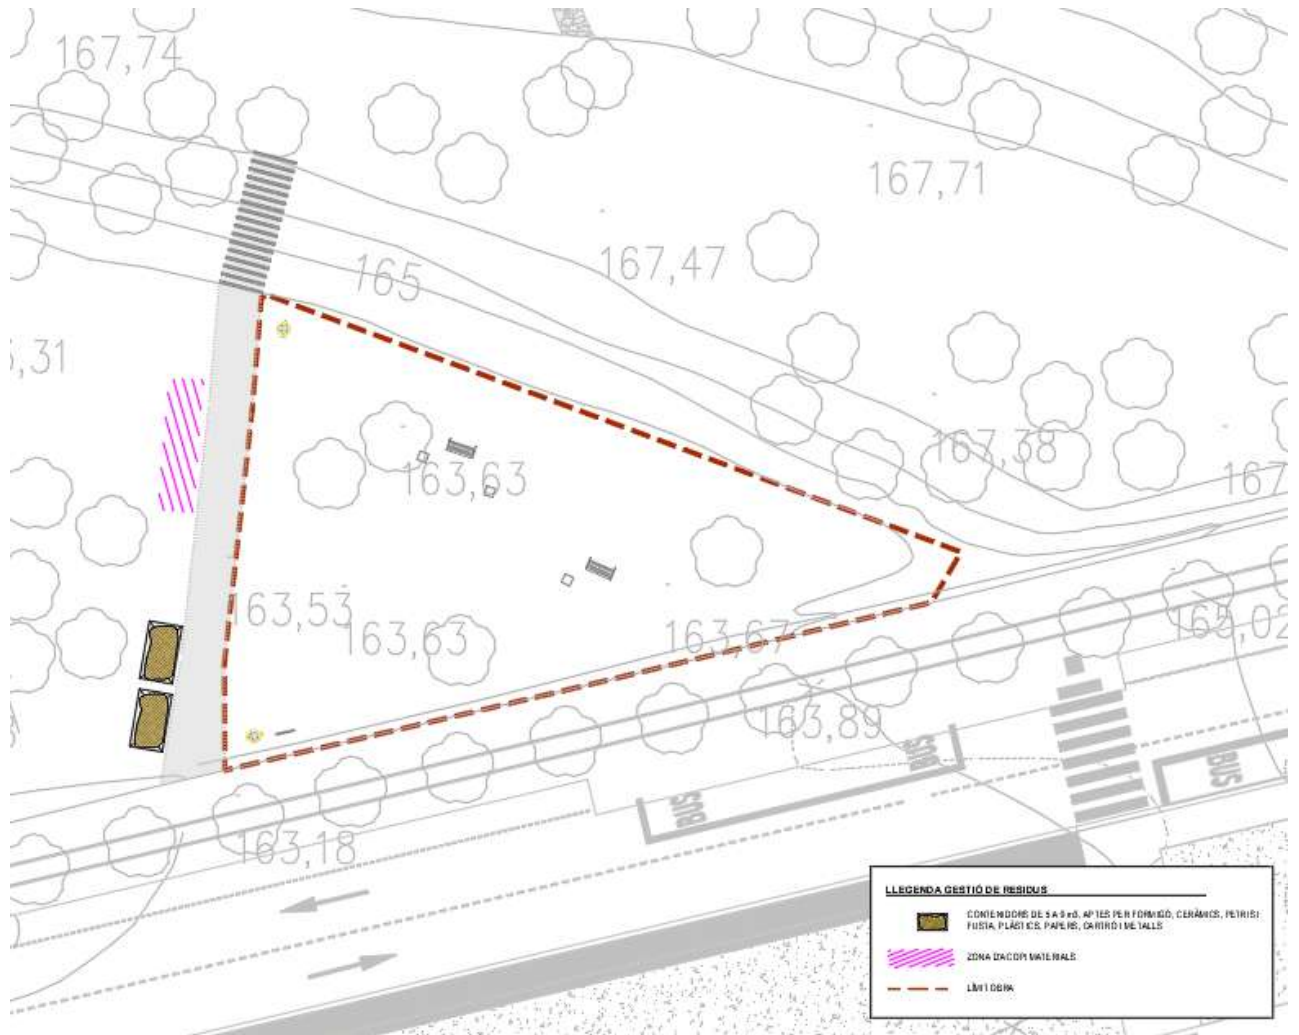 167,74
167,71
167,47
165
5,31
167,38
167
163,63
163,53
163,63
163,67
165,02
163,89
BUS
BUS
BUS
163,18
LLEGENDA GESTIÓ DE RESIDUS
CONTENIDORS DE 5 A 9 m3, APTES PER FORMIGÓ, CERÀMICS, PETRIS I
FUSTA, PLÀSTICS, PAPERS, CARTRÓ I METALLS
ZONA D'ACOPI MATERIALS
LÍMIT OBRA